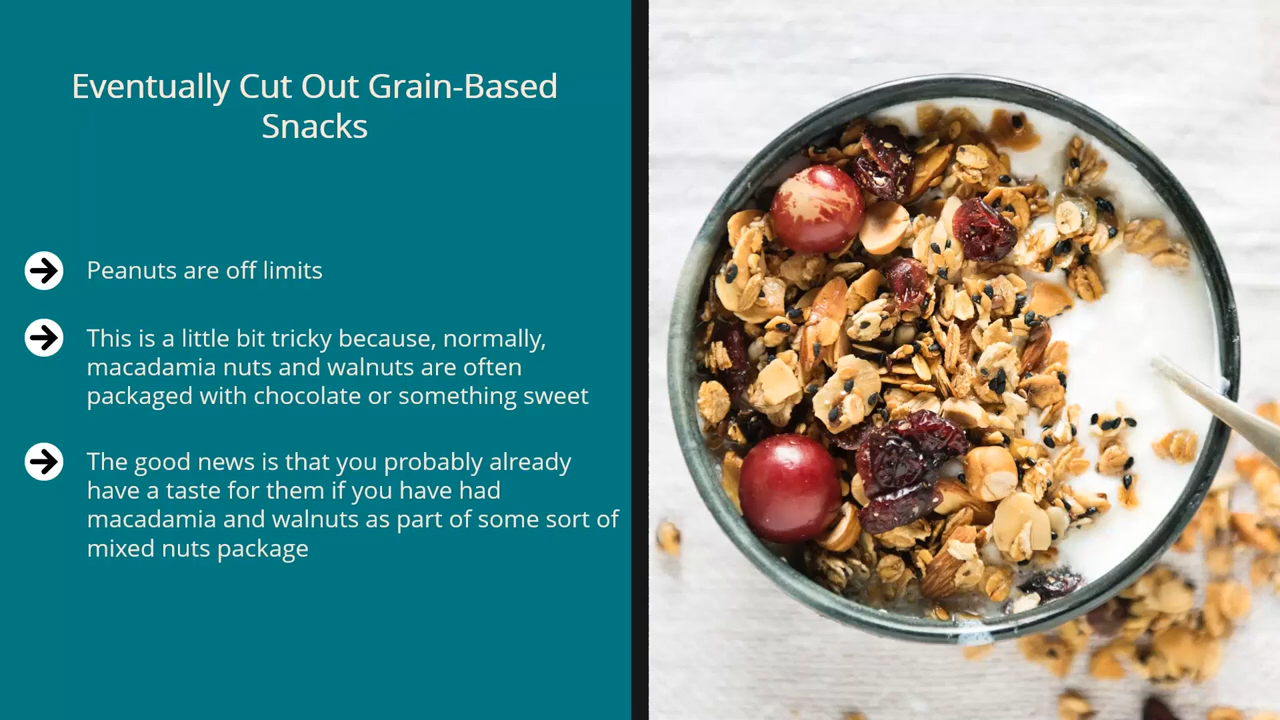 Eventually Cut Out Grain-Based
Snacks
Peanuts are off limits
This is a little bit tricky because, normally,
macadamia nuts and walnuts are often
packaged with chocolate or something sweet
The good news is that you probably already
have a taste for them if you have had
macadamia and walnuts as part of some sort of
mixed nuts package